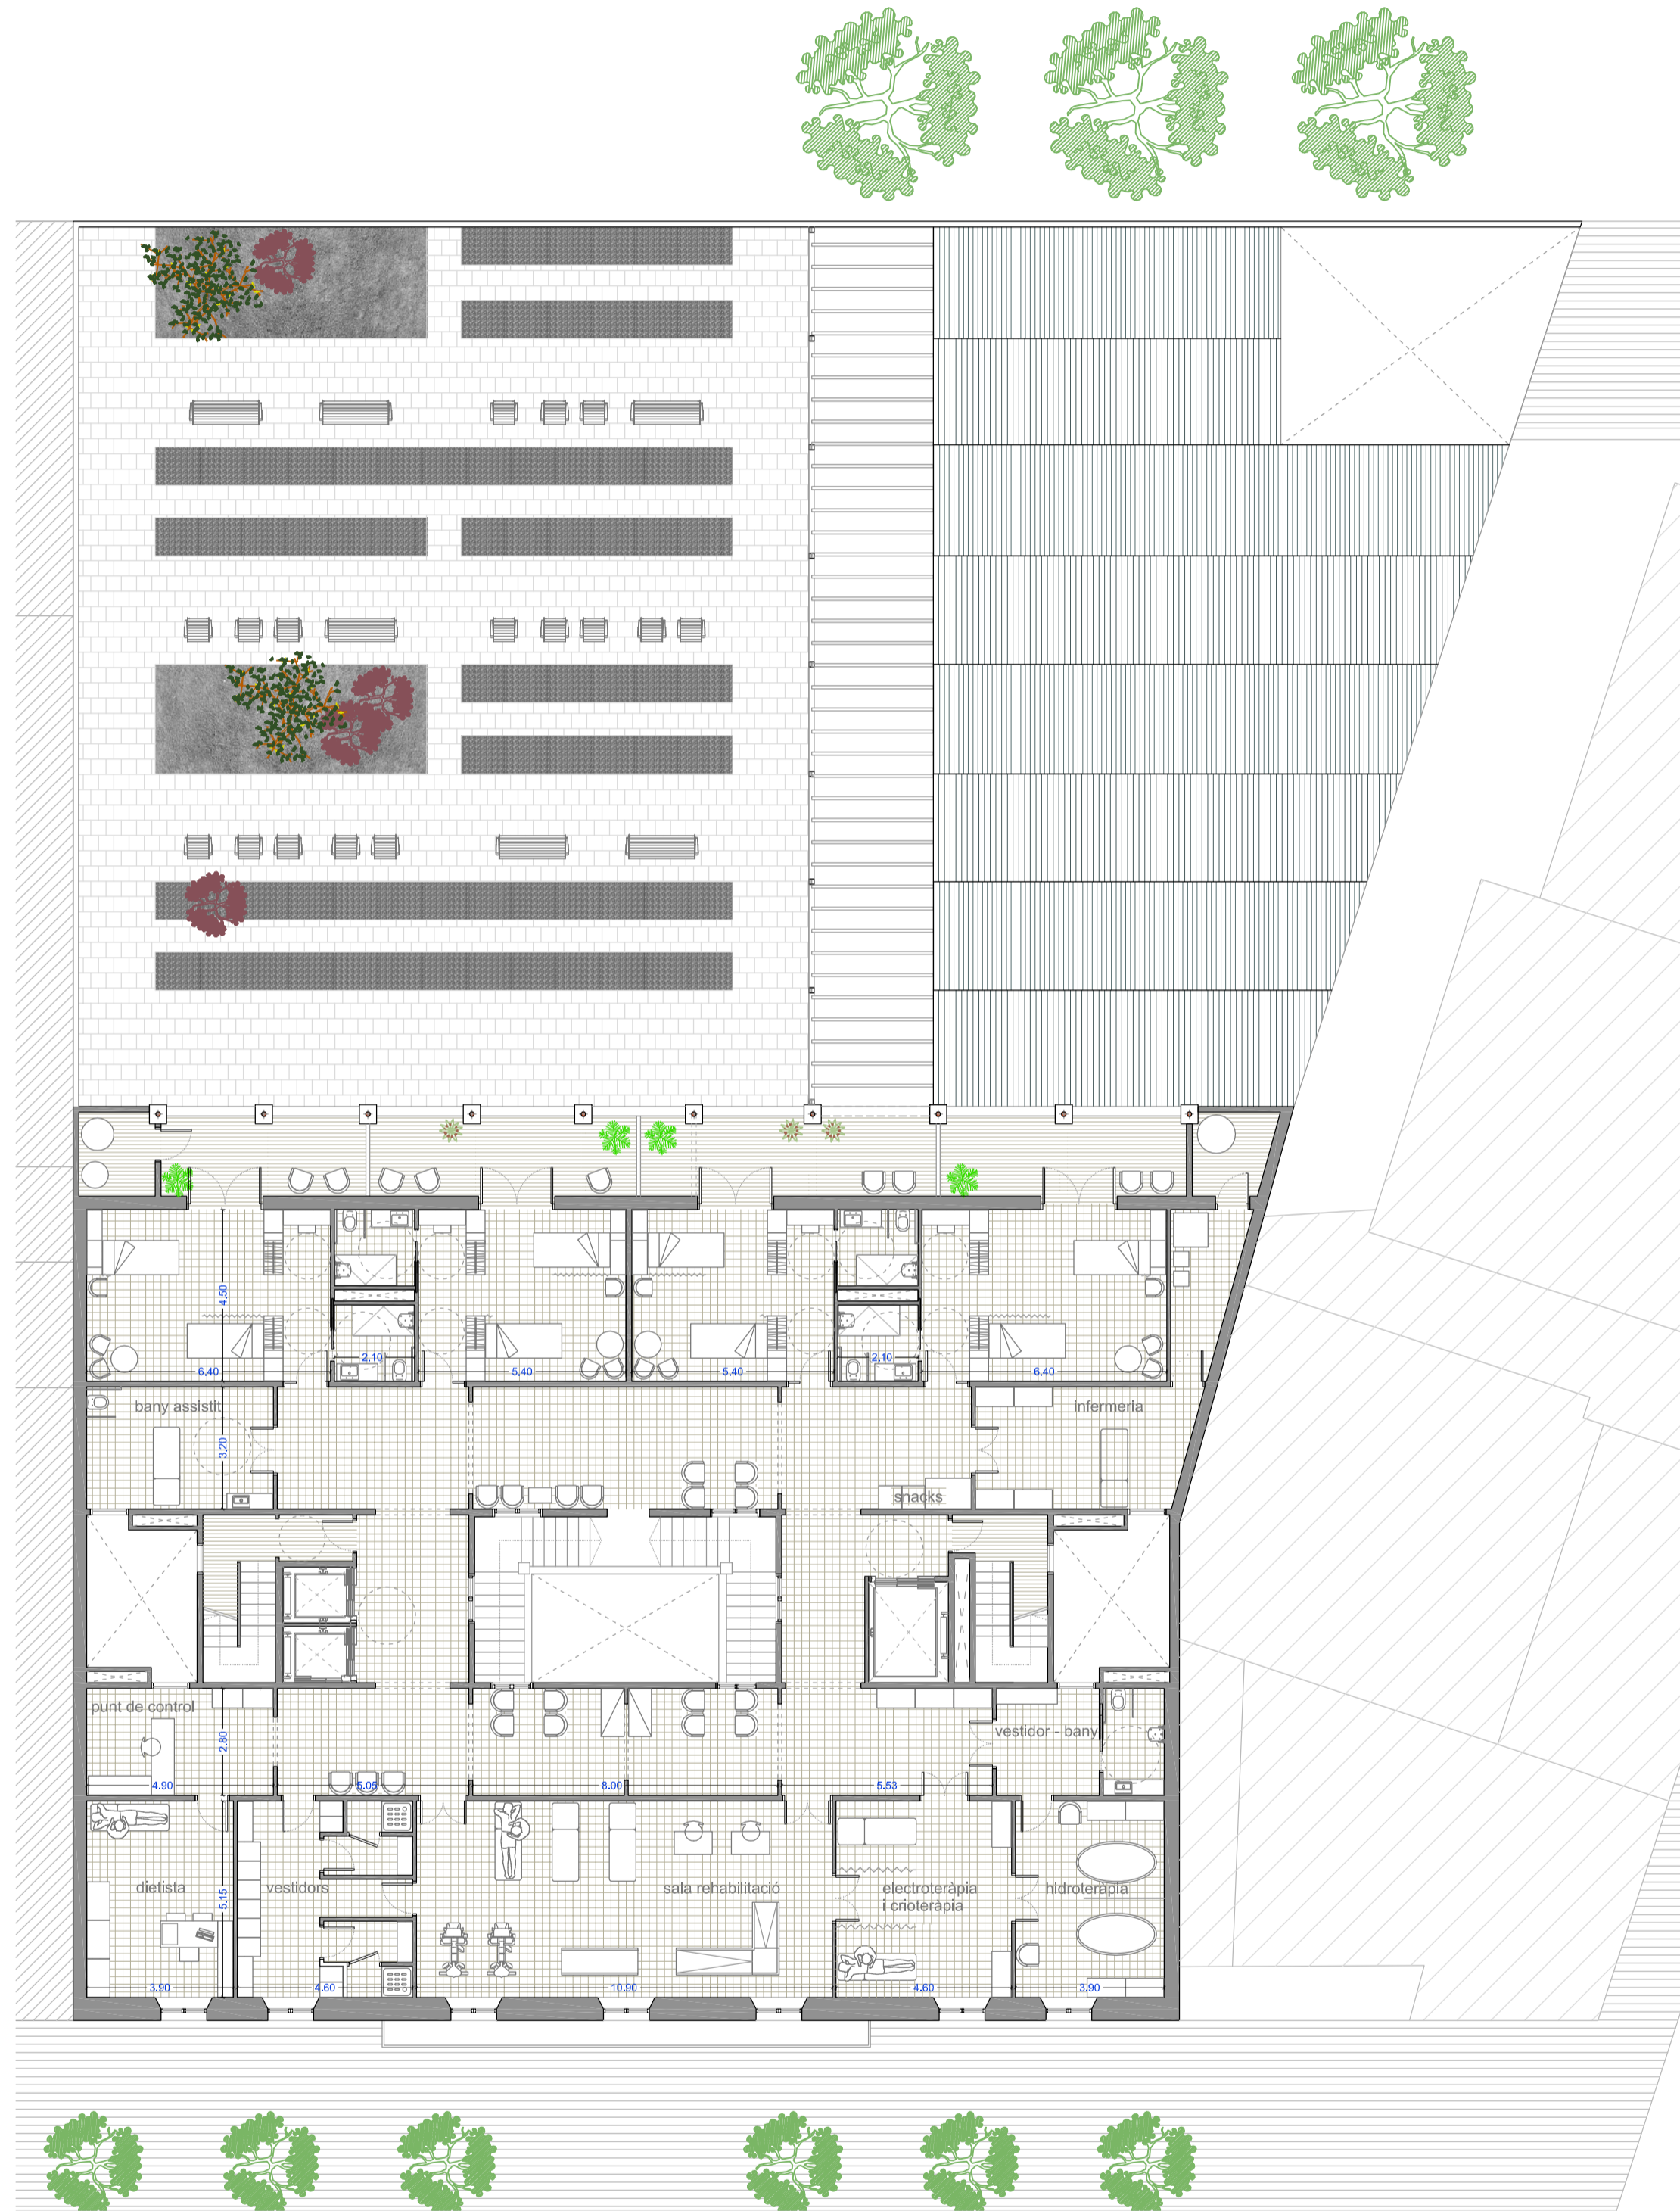 4.50
2.10
2.10
6.40
5.40
5.40
6.40
bany assistit
infermeria
3.20
snacks
punt de control
vestidor - bany
2.80
4.90
5.05
8.00
5.53
dietista
vestidors
sala rehabilitació
electroteràpia
i crioteràpia
hidroteràpia
5.15
3.90
4.60
10.90
4.60
3.90